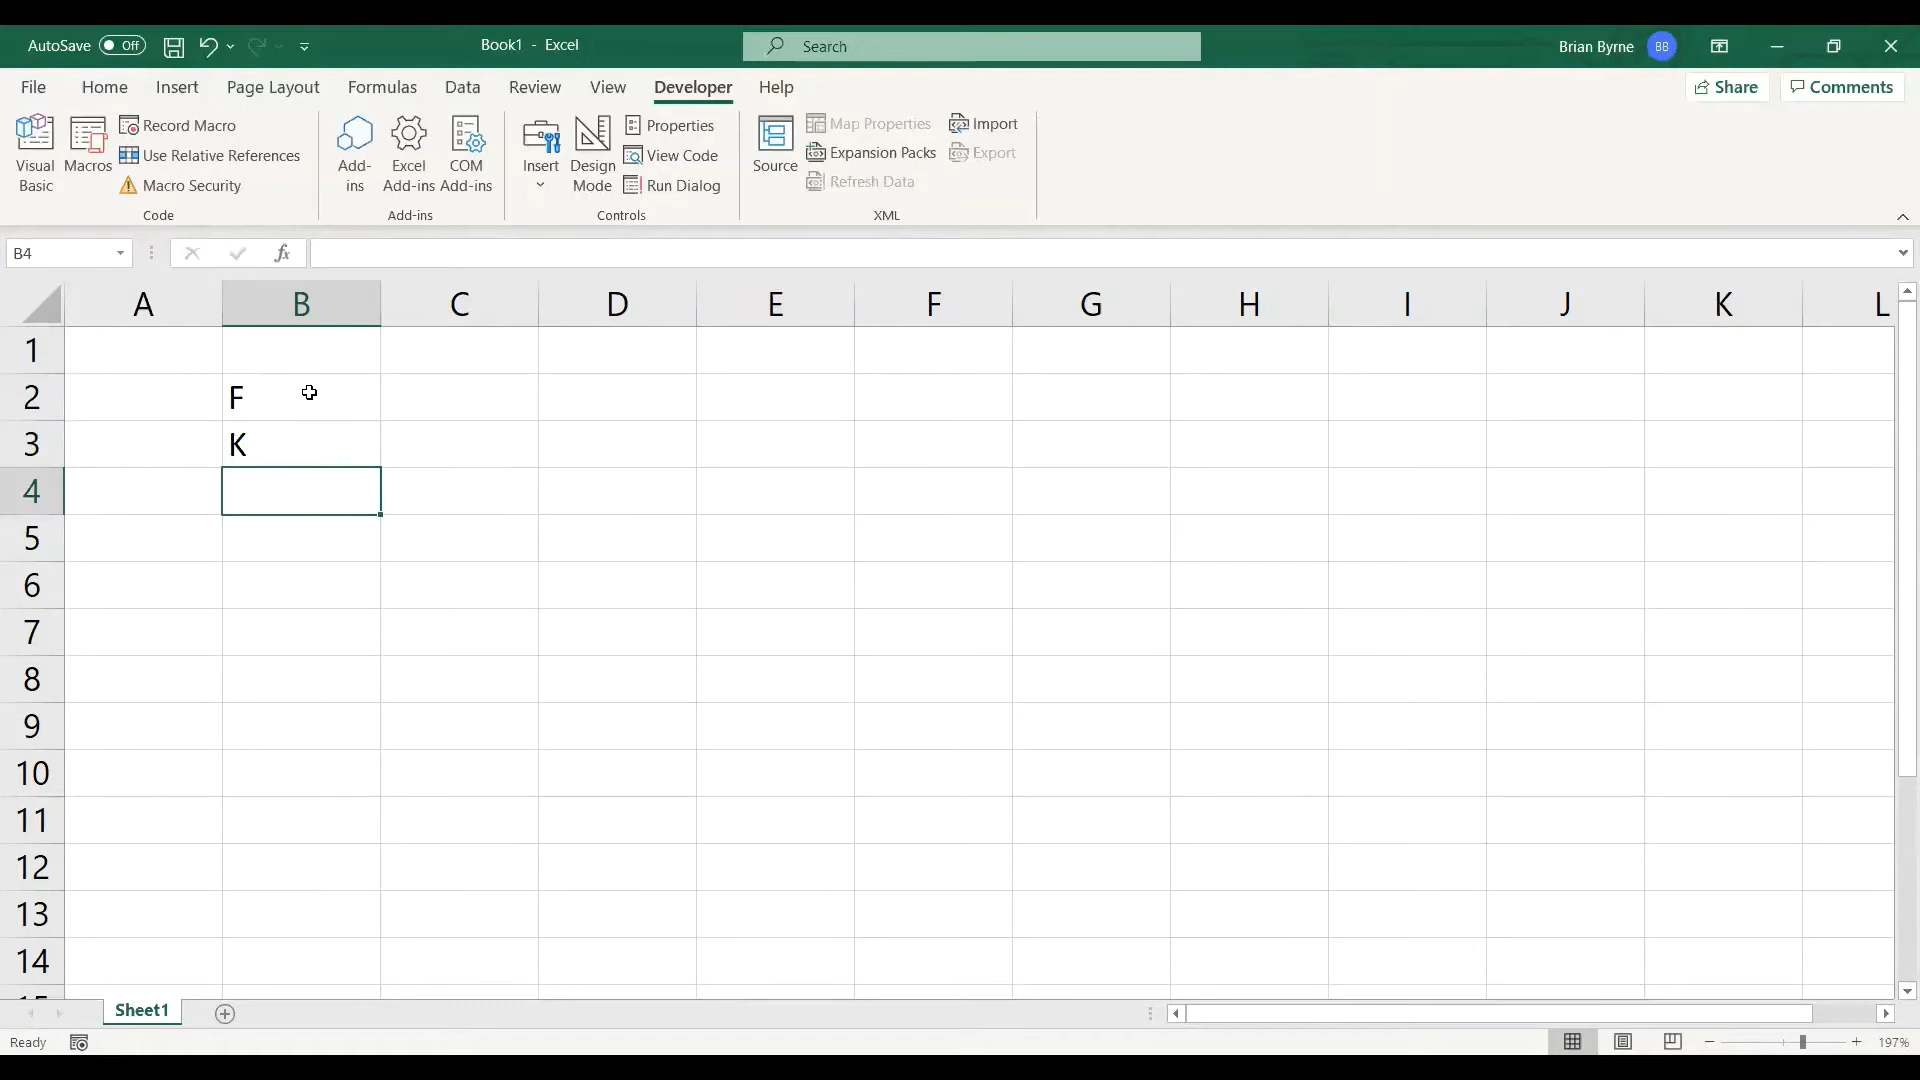 AutoSave Off Book1 - Excel Search Brian Byrne BB
File Home Insert Page Layout Formulas Data Review View Developer Help Share Comments
Visual Basic
Macros
Record Macro
Use Relative References
Macro Security
Code
Add-ins
Excel Add-ins
COM Add-ins
Add-ins
Insert
Design Mode
Properties
View Code
Run Dialog
Controls
Source
Map Properties
Expansion Packs
Refresh Data
Import
Export
XML
B4 fx
A B C D E F G H I J K L
1
2 F
3 K
4
5
6
7
8
9
10
11
12
13
14
15
Sheet1
Ready 197%